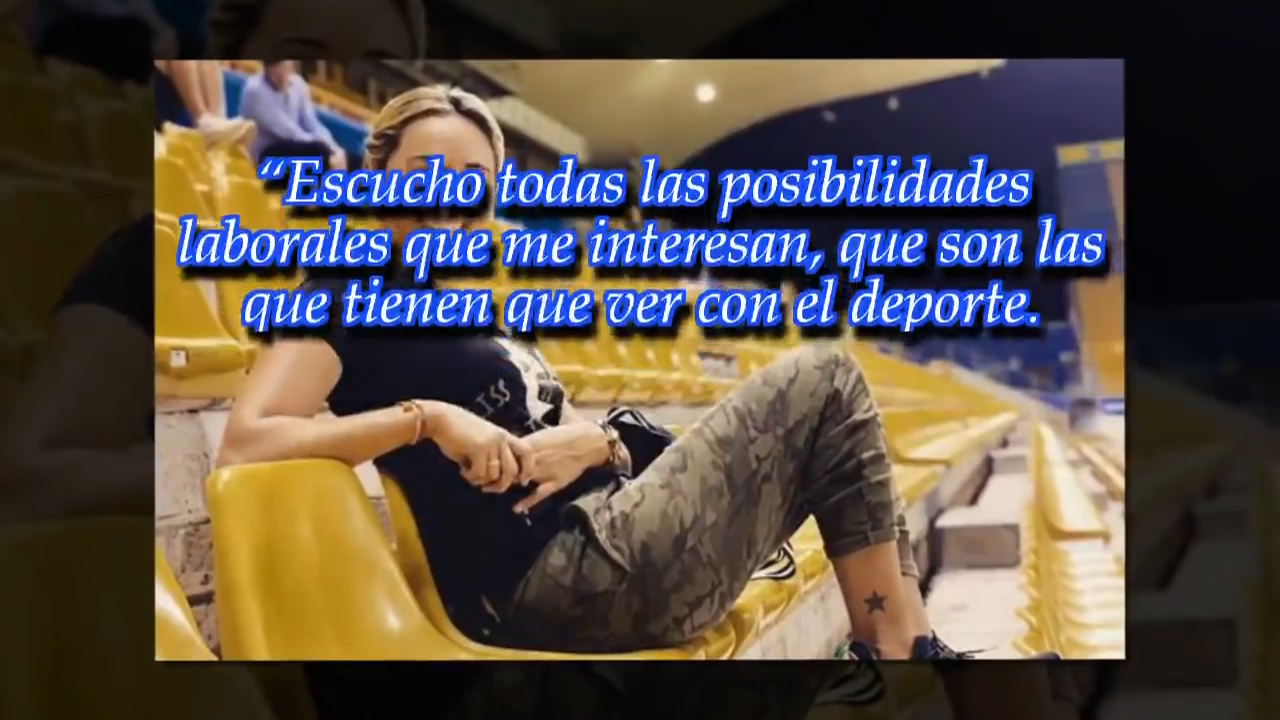 “Escucho todas las posibilidades
laborales que me interesan, que son las
que tienen que ver con el deporte.